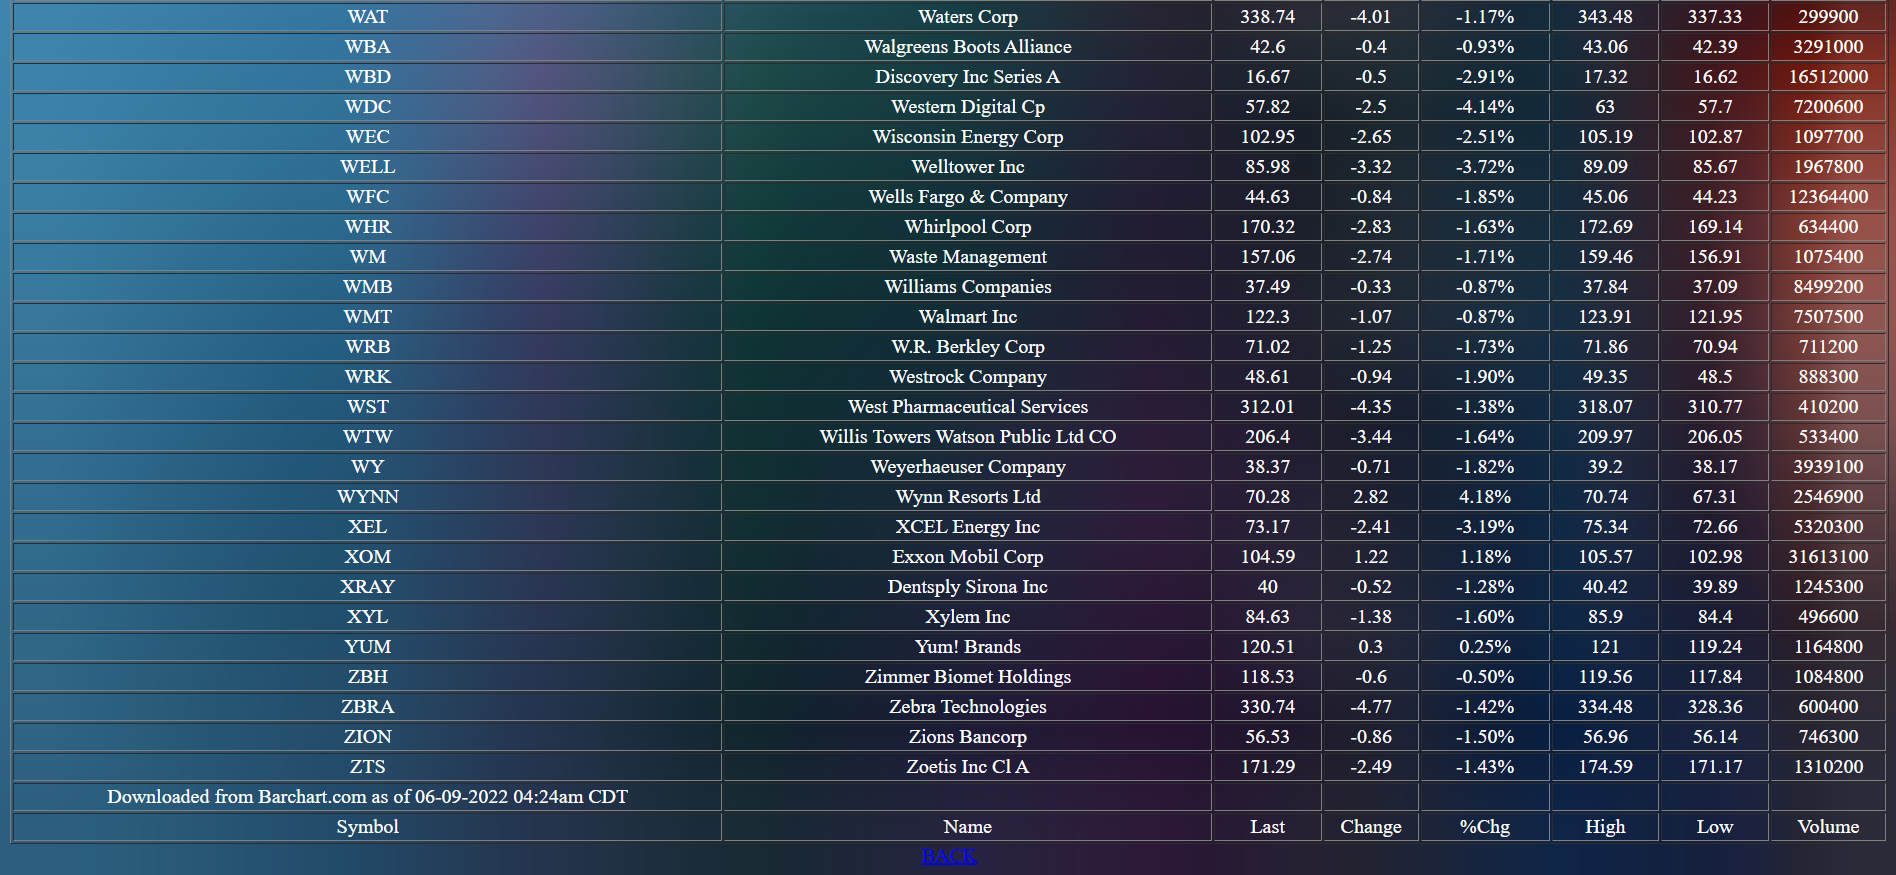 WAT Waters Corp 338.74 -4.01 -1.17% 343.48 337.33 299900
WBA Walgreens Boots Alliance 42.6 -0.4 -0.93% 43.06 42.39 3291000
WBD Discovery Inc Series A 16.67 -0.5 -2.91% 17.32 16.62 16512000
WDC Western Digital Cp 57.82 -2.5 -4.14% 63 57.7 7200600
WEC Wisconsin Energy Corp 102.95 -2.65 -2.51% 105.19 102.87 1097700
WELL Welltower Inc 85.98 -3.32 -3.72% 89.09 85.67 1967800
WFC Wells Fargo & Company 44.63 -0.84 -1.85% 45.06 44.23 12364400
WHR Whirlpool Corp 170.32 -2.83 -1.63% 172.69 169.14 634400
WM Waste Management 157.06 -2.74 -1.71% 159.46 156.91 1075400
WMB Williams Companies 37.49 -0.33 -0.87% 37.84 37.09 8499200
WMT Walmart Inc 122.3 -1.07 -0.87% 123.91 121.95 7507500
WRB W.R. Berkley Corp 71.02 -1.25 -1.73% 71.86 70.94 711200
WRK Westrock Company 48.61 -0.94 -1.90% 49.35 48.5 888300
WST West Pharmaceutical Services 312.01 -4.35 -1.38% 318.07 310.77 410200
WTW Willis Towers Watson Public Ltd CO 206.4 -3.44 -1.64% 209.97 206.05 533400
WY Weyerhaeuser Company 38.37 -0.71 -1.82% 39.2 38.17 3939100
WYNN Wynn Resorts Ltd 70.28 2.82 4.18% 70.74 67.31 2546900
XEL XCEL Energy Inc 73.17 -2.41 -3.19% 75.34 72.66 5320300
XOM Exxon Mobil Corp 104.59 1.22 1.18% 105.57 102.98 31613100
XRAY Dentsply Sirona Inc 40 -0.52 -1.28% 40.42 39.89 1245300
XYL Xylem Inc 84.63 -1.38 -1.60% 85.9 84.4 496600
YUM Yum! Brands 120.51 0.3 0.25% 121 119.24 1164800
ZBH Zimmer Biomet Holdings 118.53 -0.6 -0.50% 119.56 117.84 1084800
ZBRA Zebra Technologies 330.74 -4.77 -1.42% 334.48 328.36 600400
ZION Zions Bancorp 56.53 -0.86 -1.50% 56.96 56.14 746300
ZTS Zoetis Inc Cl A 171.29 -2.49 -1.43% 174.59 171.17 1310200
Downloaded from Barchart.com as of 06-09-2022 04:24am CDT
Symbol Name Last Change %Chg High Low Volume
BACK